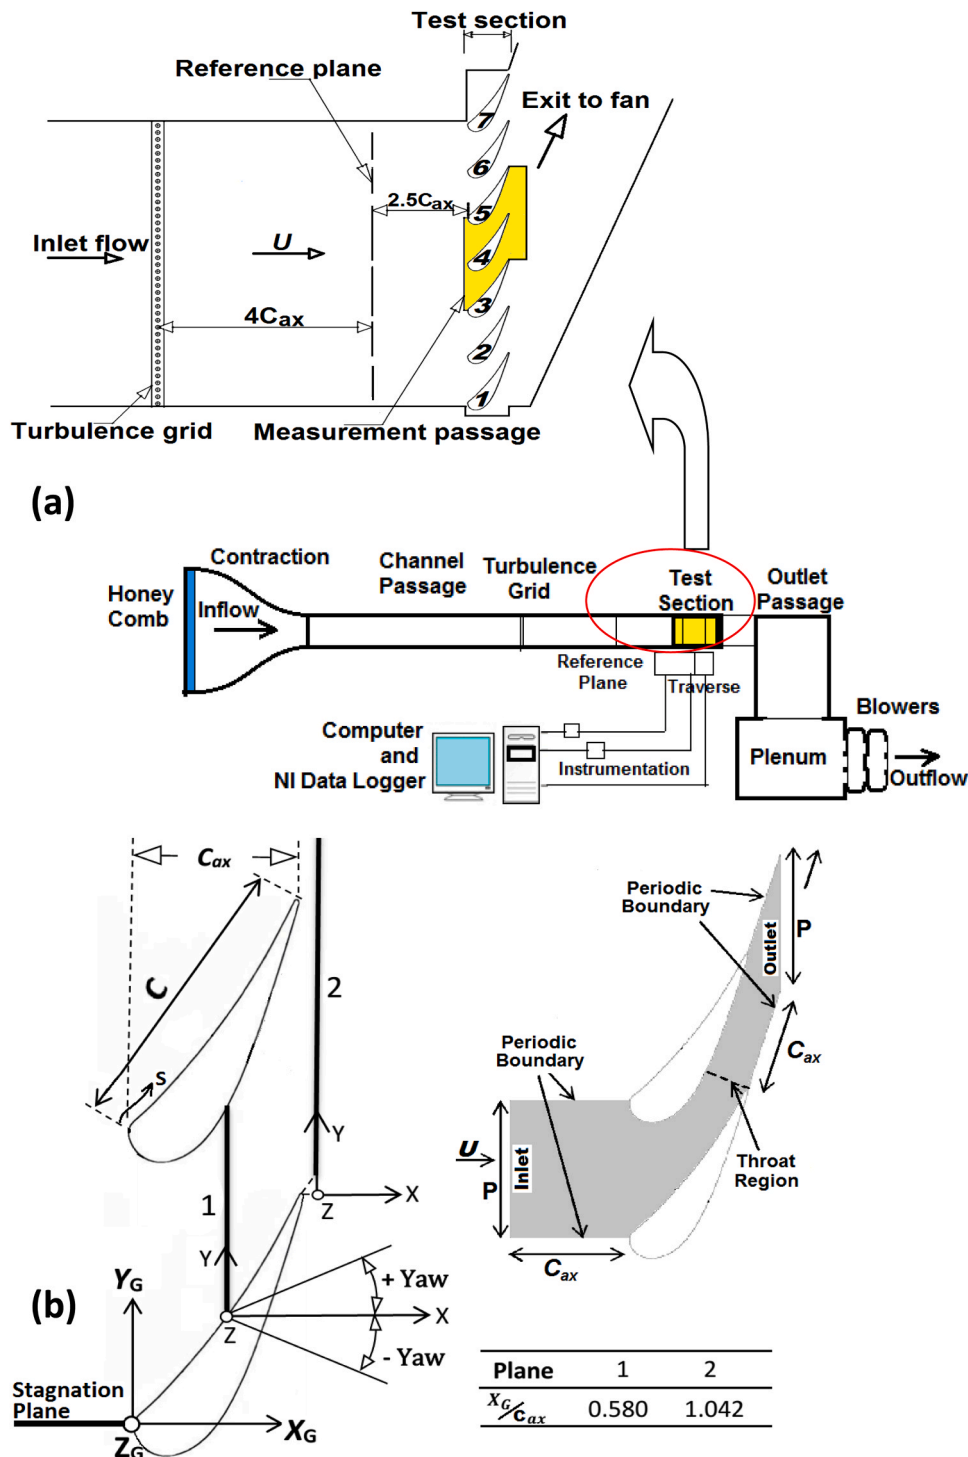 Test section
Reference plane
Exit to fan
7
6
2.5Cax
5
Inlet flow
U
4
4Cax
3
2
1
Turbulence grid
Measurement passage
(a)
Contraction
Channel
Passage
Turbulence
Grid
Test
Section
Outlet
Passage
Honey
Comb
Inflow
Reference
Plane
Traverse
Computer
and
NI Data Logger
Instrumentation
Blowers
Plenum
Outflow
Cax
C
S
2
Y
X
Z
1
Y
X
Z
+ Yaw
- Yaw
YG
(b)
Stagnation
Plane
ZG
XG
Periodic
Boundary
P
Outlet
Cax
Periodic
Boundary
U
Inlet
P
Throat
Region
Cax
Plane 1 2
XG/Cax 0.580 1.042